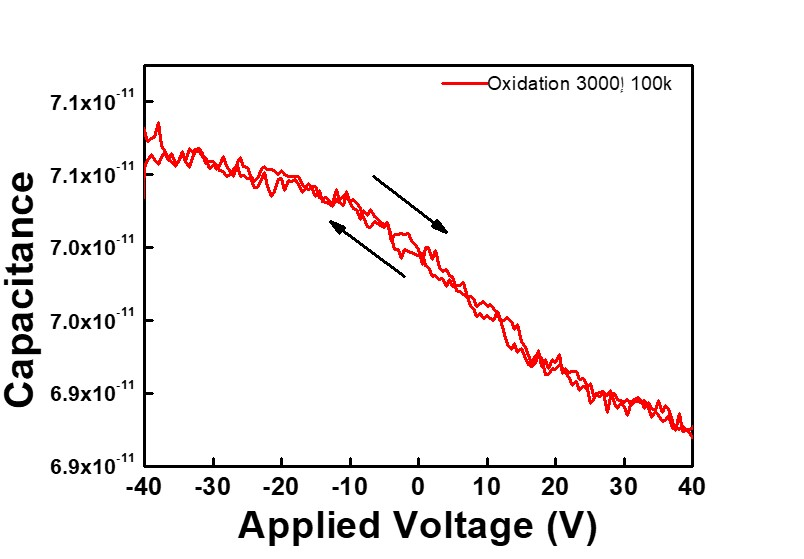 Oxidation 3000Å 100k
7.1x10⁻¹¹
7.1x10⁻¹¹
7.0x10⁻¹¹
7.0x10⁻¹¹
6.9x10⁻¹¹
6.9x10⁻¹¹
Capacitance
-40 -30 -20 -10 0 10 20 30 40
Applied Voltage (V)